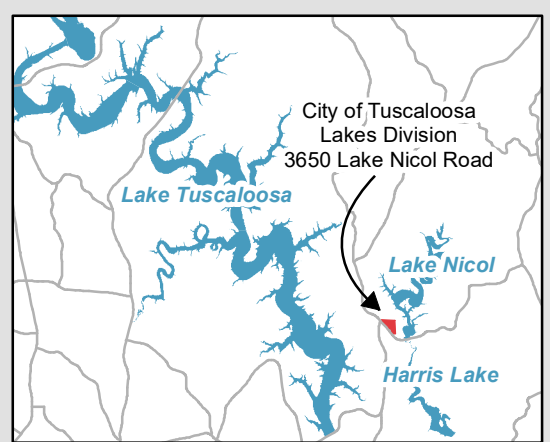 City of Tuscaloosa
Lakes Division
3650 Lake Nicol Road
Lake Tuscaloosa
Lake Nicol
Harris Lake